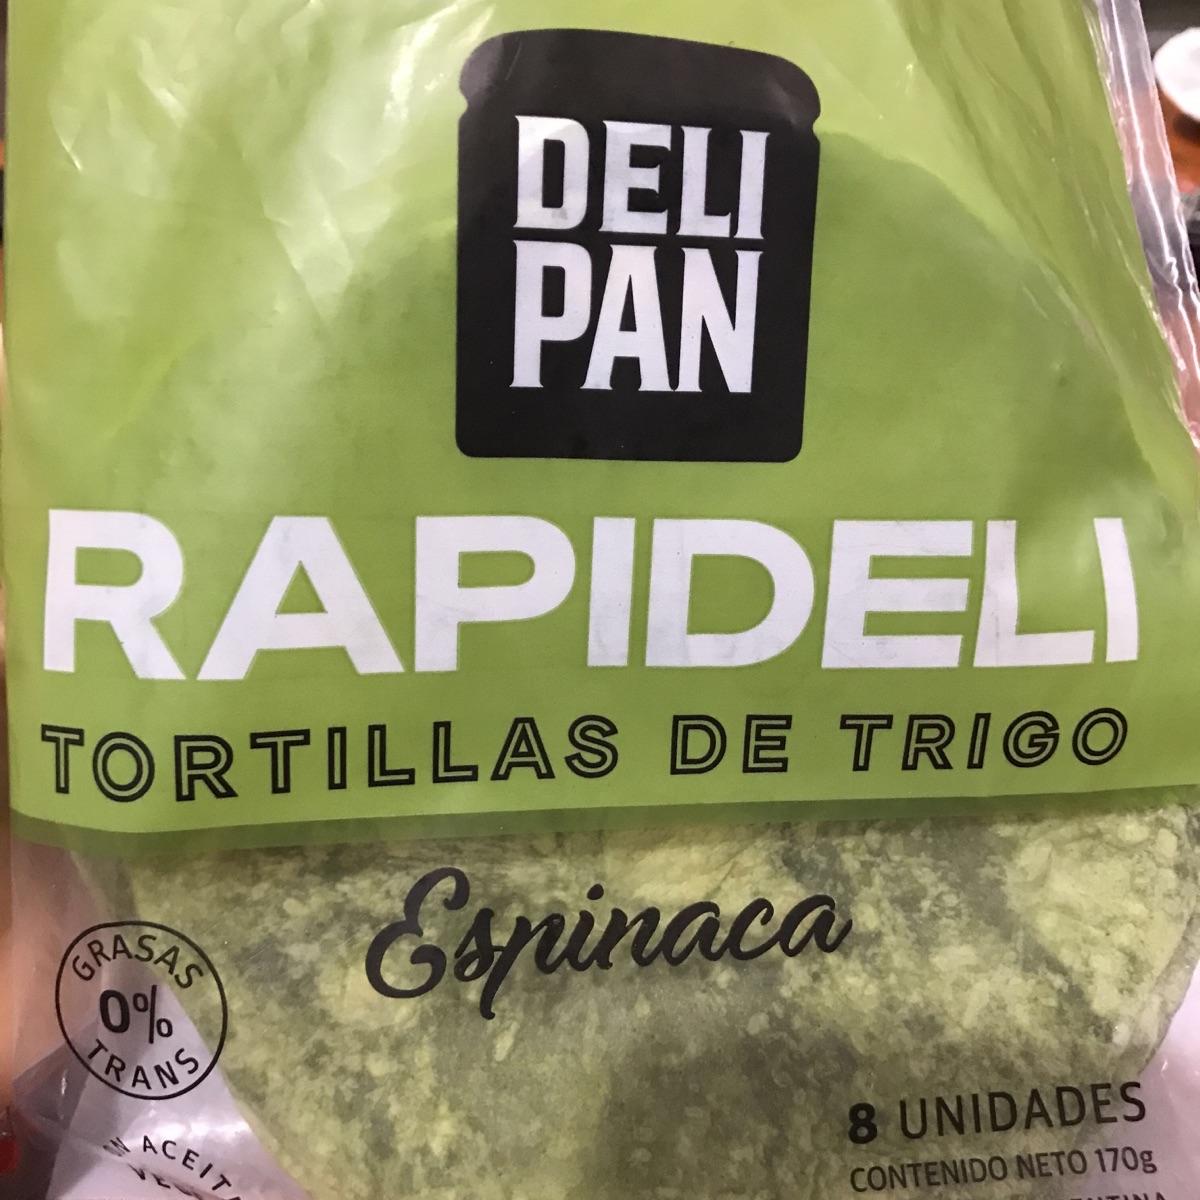 DELI
PAN
RAPIDELI
TORTILLAS DE TRIGO
Espinaca
GRASAS
0%
TRANS
8 UNIDADES
CONTENIDO NETO 170g